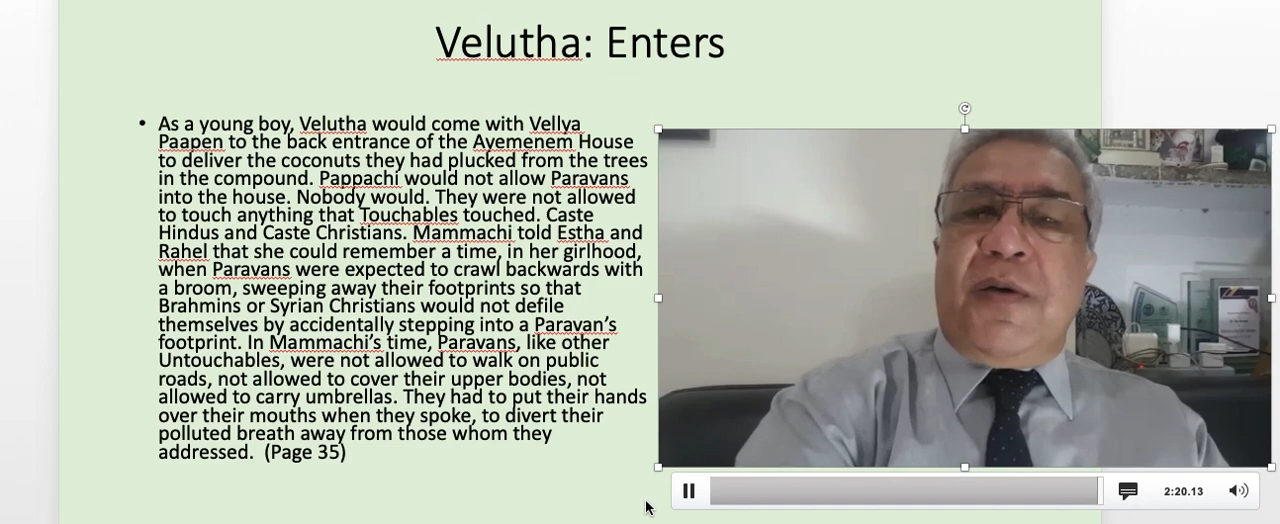 Velutha: Enters
• As a young boy, Velutha would come with Vellya
Paapen to the back entrance of the Ayemenem House
to deliver the coconuts they had plucked from the trees
in the compound. Pappachi would not allow Paravans
into the house. Nobody would. They were not allowed
to touch anything that Touchables touched. Caste
Hindus and Caste Christians. Mammachi told Estha and
Rahel that she could remember a time, in her girlhood,
when Paravans were expected to crawl backwards with
a broom, sweeping away their footprints so that
Brahmins or Syrian Christians would not defile
themselves by accidentally stepping into a Paravan’s
footprint. In Mammachi’s time, Paravans, like other
Untouchables, were not allowed to walk on public
roads, not allowed to cover their upper bodies, not
allowed to carry umbrellas. They had to put their hands
over their mouths when they spoke, to divert their
polluted breath away from those whom they
addressed.  (Page 35)
2:20.13